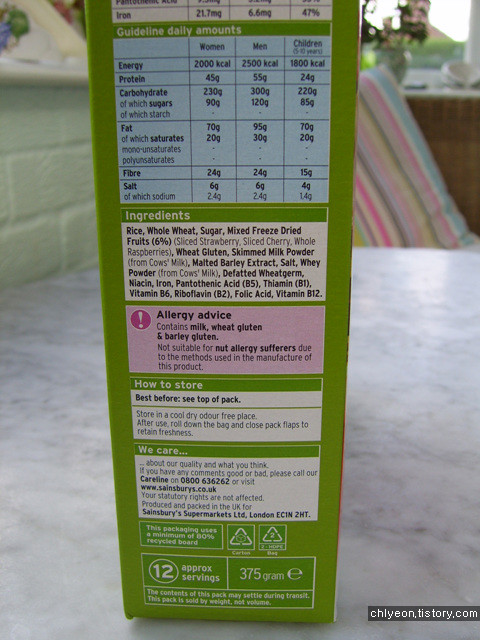 Iron 21.7mg 6.6mg 47%
Guideline daily amounts
Women Men Children
(5-10 years)
Energy 2000 kcal 2500 kcal 1800 kcal
Protein 45g 55g 24g
Carbohydrate 230g 300g 220g
of which sugars 90g 120g 85g
of which starch - - -
Fat 70g 95g 70g
of which saturates 20g 30g 20g
mono-unsaturates - - -
polyunsaturates - - -
Fibre 24g 24g 15g
Salt 6g 6g 4g
of which sodium 2.4g 2.4g 1.4g
Ingredients
Rice, Whole Wheat, Sugar, Mixed Freeze Dried
Fruits (6%) (Sliced Strawberry, Sliced Cherry, Whole
Raspberries), Wheat Gluten, Skimmed Milk Powder
(from Cows' Milk), Malted Barley Extract, Salt, Whey
Powder (from Cows' Milk), Defatted Wheatgerm,
Niacin, Iron, Pantothenic Acid (B5), Thiamin (B1),
Vitamin B6, Riboflavin (B2), Folic Acid, Vitamin B12.
! Allergy advice
Contains milk, wheat gluten
& barley gluten.
Not suitable for nut allergy sufferers due
to the methods used in the manufacture of
this product.
How to store
Best before: see top of pack.
Store in a cool dry odour free place.
After use, roll down the bag and close pack flaps to
retain freshness.
We care...
... about our quality and what you think.
If you have any comments good or bad, please call our
Careline on 0800 636262 or visit
www.sainsburys.co.uk
Your statutory rights are not affected.
Produced and packed in the UK for
Sainsbury's Supermarkets Ltd, London EC1N 2HT.
This packaging uses
a minimum of 80%
recycled board
2 - HDPE
Carton Bag
12 approx
servings
375 gram e
The contents of this pack may settle during transit.
This pack is sold by weight, not volume.
chlyeon.tistory.com